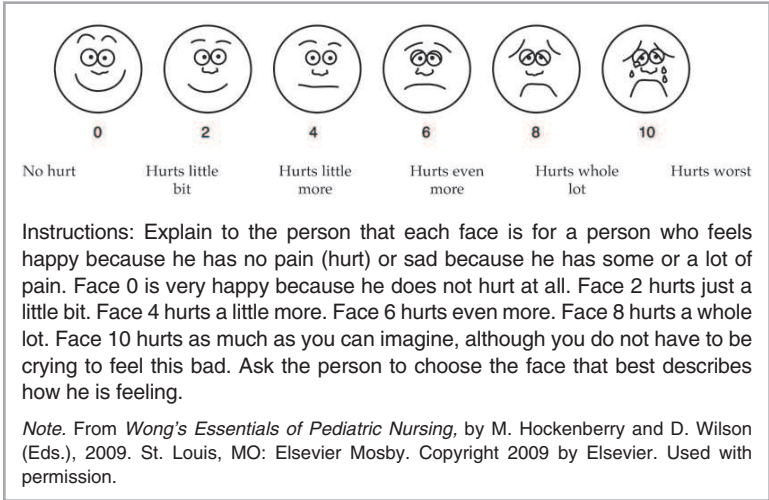 0 2 4 6 8 10
No hurt Hurts little Hurts little Hurts even Hurts whole Hurts worst
bit more more lot
Instructions: Explain to the person that each face is for a person who feels
happy because he has no pain (hurt) or sad because he has some or a lot of
pain. Face 0 is very happy because he does not hurt at all. Face 2 hurts just a
little bit. Face 4 hurts a little more. Face 6 hurts even more. Face 8 hurts a whole
lot. Face 10 hurts as much as you can imagine, although you do not have to be
crying to feel this bad. Ask the person to choose the face that best describes
how he is feeling.
Note. From Wong's Essentials of Pediatric Nursing, by M. Hockenberry and D. Wilson
(Eds.), 2009. St. Louis, MO: Elsevier Mosby. Copyright 2009 by Elsevier. Used with
permission.